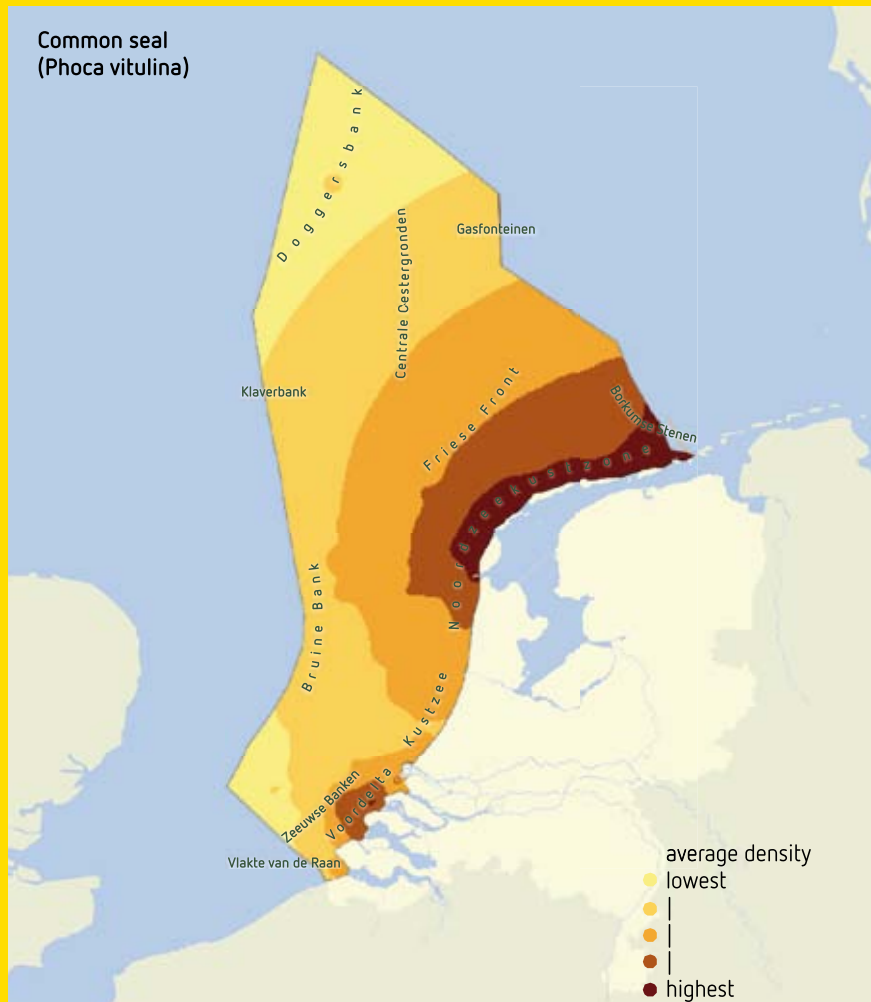 Common seal
(Phoca vitulina)
Doggersbank
Centrale Oestergronden
Gasfonteinen
Klaverbank
Friese Front
Borkumse Stenen
Noordzeekustzone
Bruine Bank
Kustzee
Zeeuwse Banken
Voordelta
Vlakte van de Raan
average density
lowest
|
|
|
highest